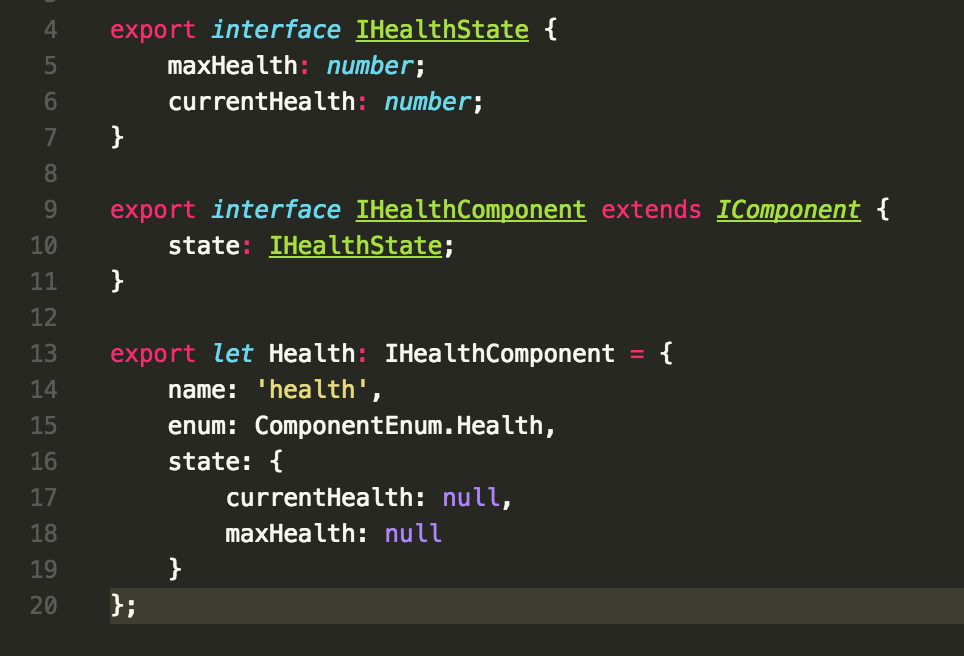 4 export interface IHealthState {
5 maxHealth: number;
6 currentHealth: number;
7 }
8
9 export interface IHealthComponent extends IComponent {
10 state: IHealthState;
11 }
12
13 export let Health: IHealthComponent = {
14 name: 'health',
15 enum: ComponentEnum.Health,
16 state: {
17 currentHealth: null,
18 maxHealth: null
19 }
20 };